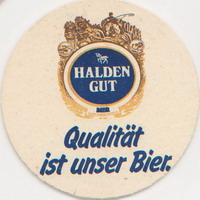 HALDEN
GUT
Qualität
ist unser Bier.